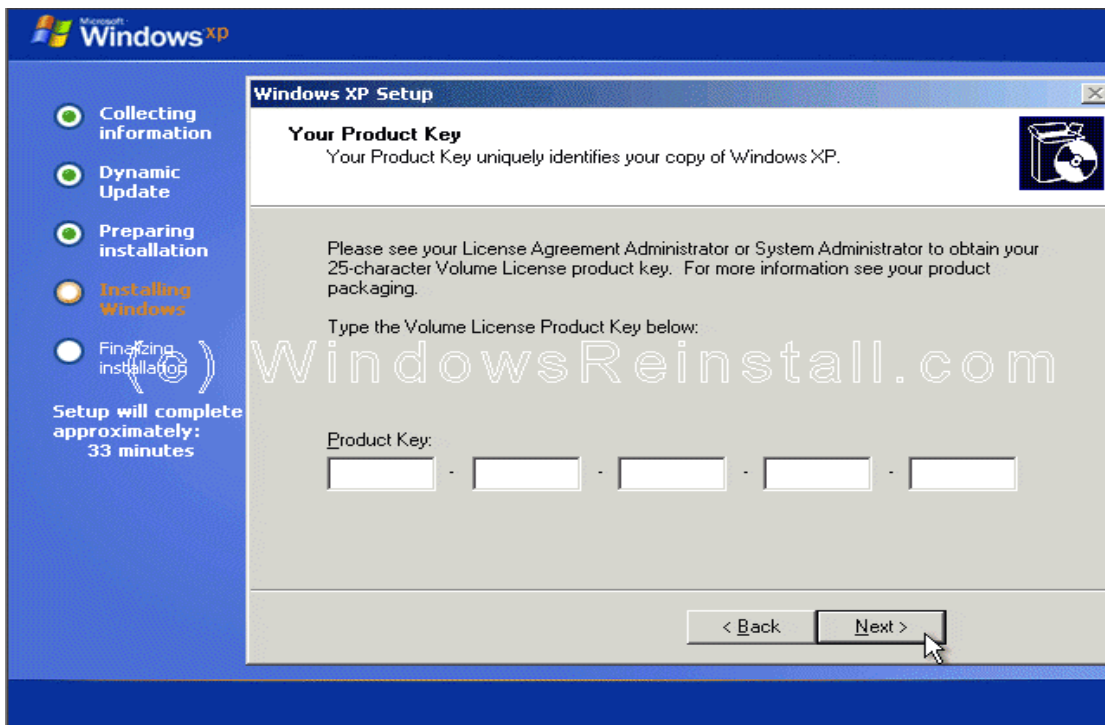 Microsoft
Windows xp
Collecting
information
Dynamic
Update
Preparing
installation
Installing
Windows
Finalizing
installation
Setup will complete
approximately:
33 minutes
Windows XP Setup
Your Product Key
Your Product Key uniquely identifies your copy of Windows XP.
Please see your License Agreement Administrator or System Administrator to obtain your
25-character Volume License product key. For more information see your product
packaging.
Type the Volume License Product Key below:
(c) WindowsReinstall.com
Product Key:
- - - -
< Back Next >